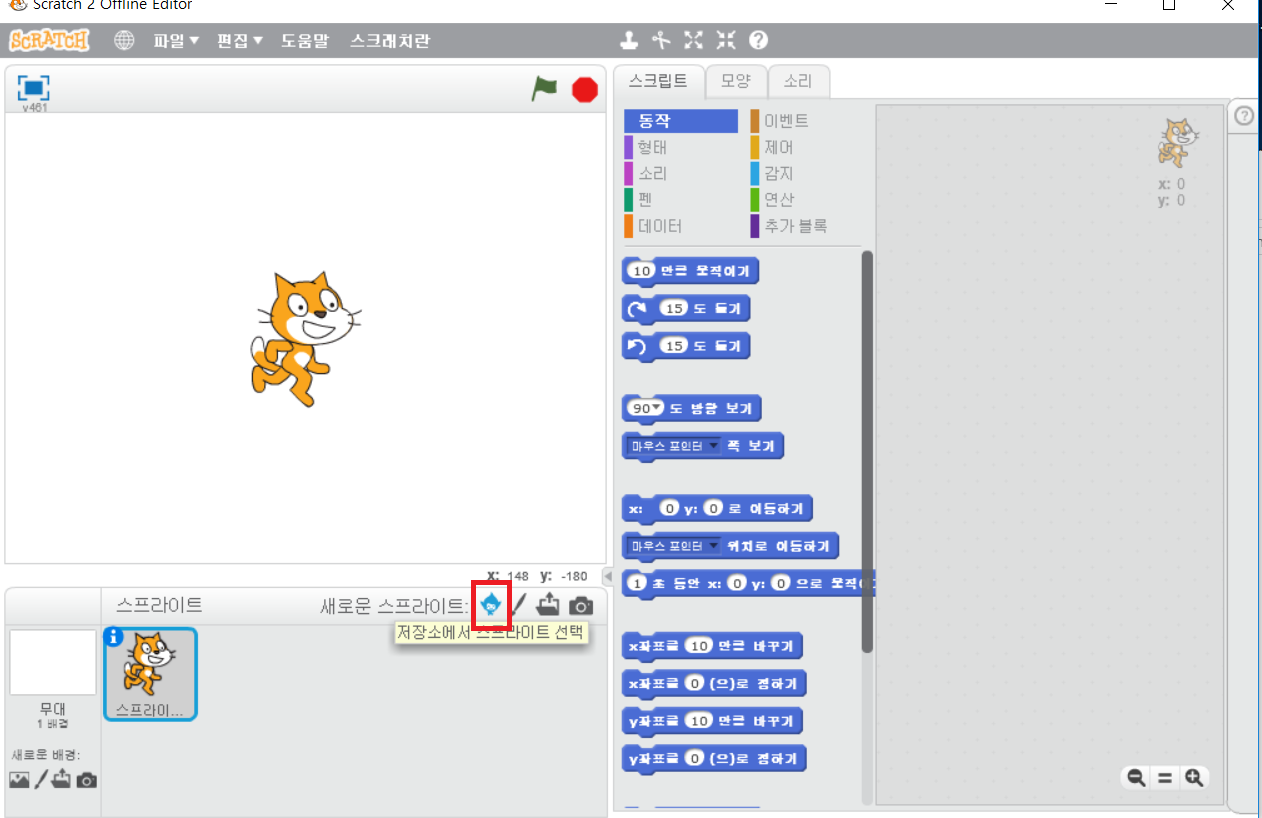 Scratch 2 Offline Editor
SCRATCH 파일 편집 도움말 스크래치란
v461
스크립트 모양 소리
동작 이벤트
형태 제어
소리 감지
펜 연산
데이터 추가 블록
x: 0
y: 0
10 만큼 움직이기
15 도 돌기
15 도 돌기
90 도 방향 보기
마우스 포인터 쪽 보기
x: 0 y: 0 로 이동하기
마우스 포인터 위치로 이동하기
1 초 동안 x: 0 y: 0 으로 움직이기
x좌표를 10 만큼 바꾸기
x좌표를 0 (으)로 정하기
y좌표를 10 만큼 바꾸기
y좌표를 0 (으)로 정하기
x: 148 y: -180
스프라이트 새로운 스프라이트:
저장소에서 스프라이트 선택
스프라이...
무대
1 배경
새로운 배경: